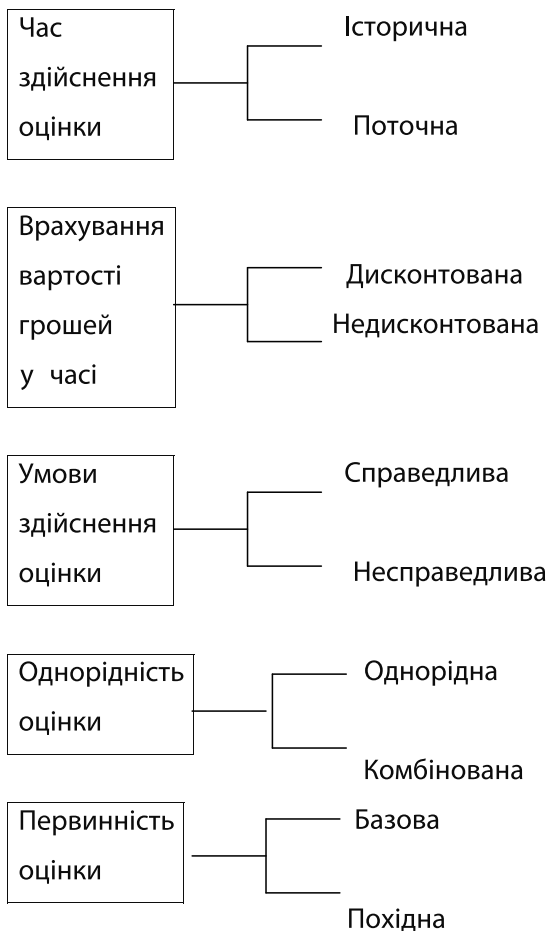 Час
здійснення
оцінки
Історична
Поточна
Врахування
вартості
грошей
у часі
Дисконтована
Недисконтована
Умови
здійснення
оцінки
Справедлива
Несправедлива
Однорідність
оцінки
Однорідна
Комбінована
Первинність
оцінки
Базова
Похідна